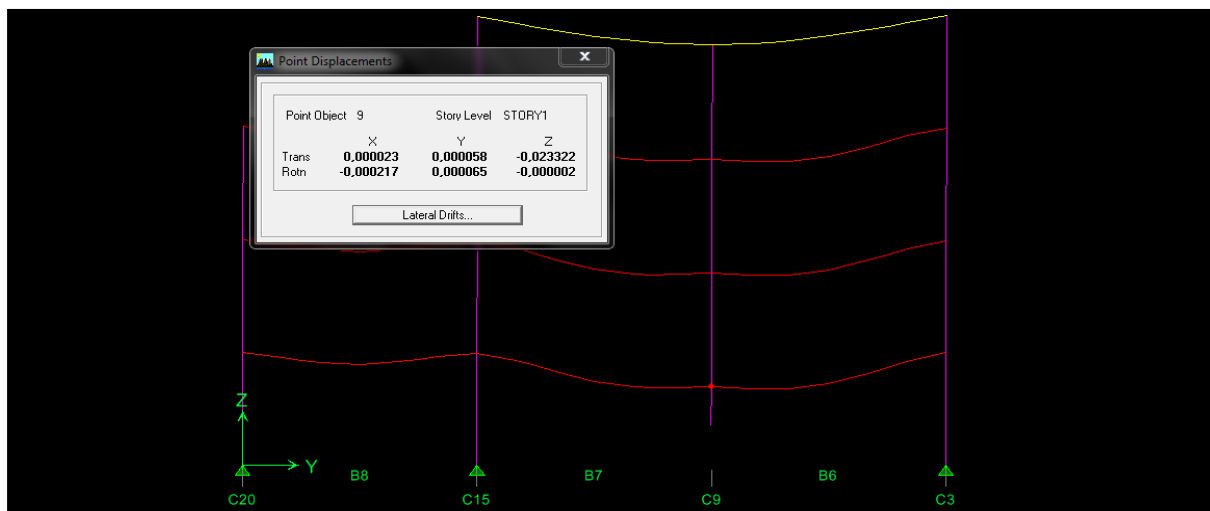 Point Displacements
Point Object 9 Story Level STORY1
X Y Z
Trans 0,000023 0,000058 -0,023322
Rotn -0,000217 0,000065 -0,000002
Lateral Drifts...
Z
Y
B8 B7 B6
C20 C15 C9 C3